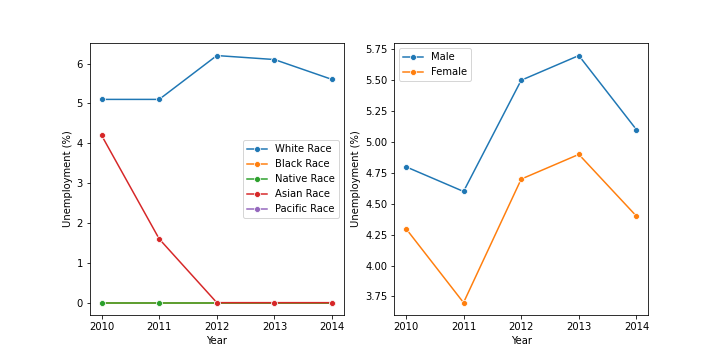 Unemployment (%)
6
5
4
3
2
1
0
2010 2011 2012 2013 2014
Year
White Race
Black Race
Native Race
Asian Race
Pacific Race
Unemployment (%)
5.75
5.50
5.25
5.00
4.75
4.50
4.25
4.00
3.75
2010 2011 2012 2013 2014
Year
Male
Female